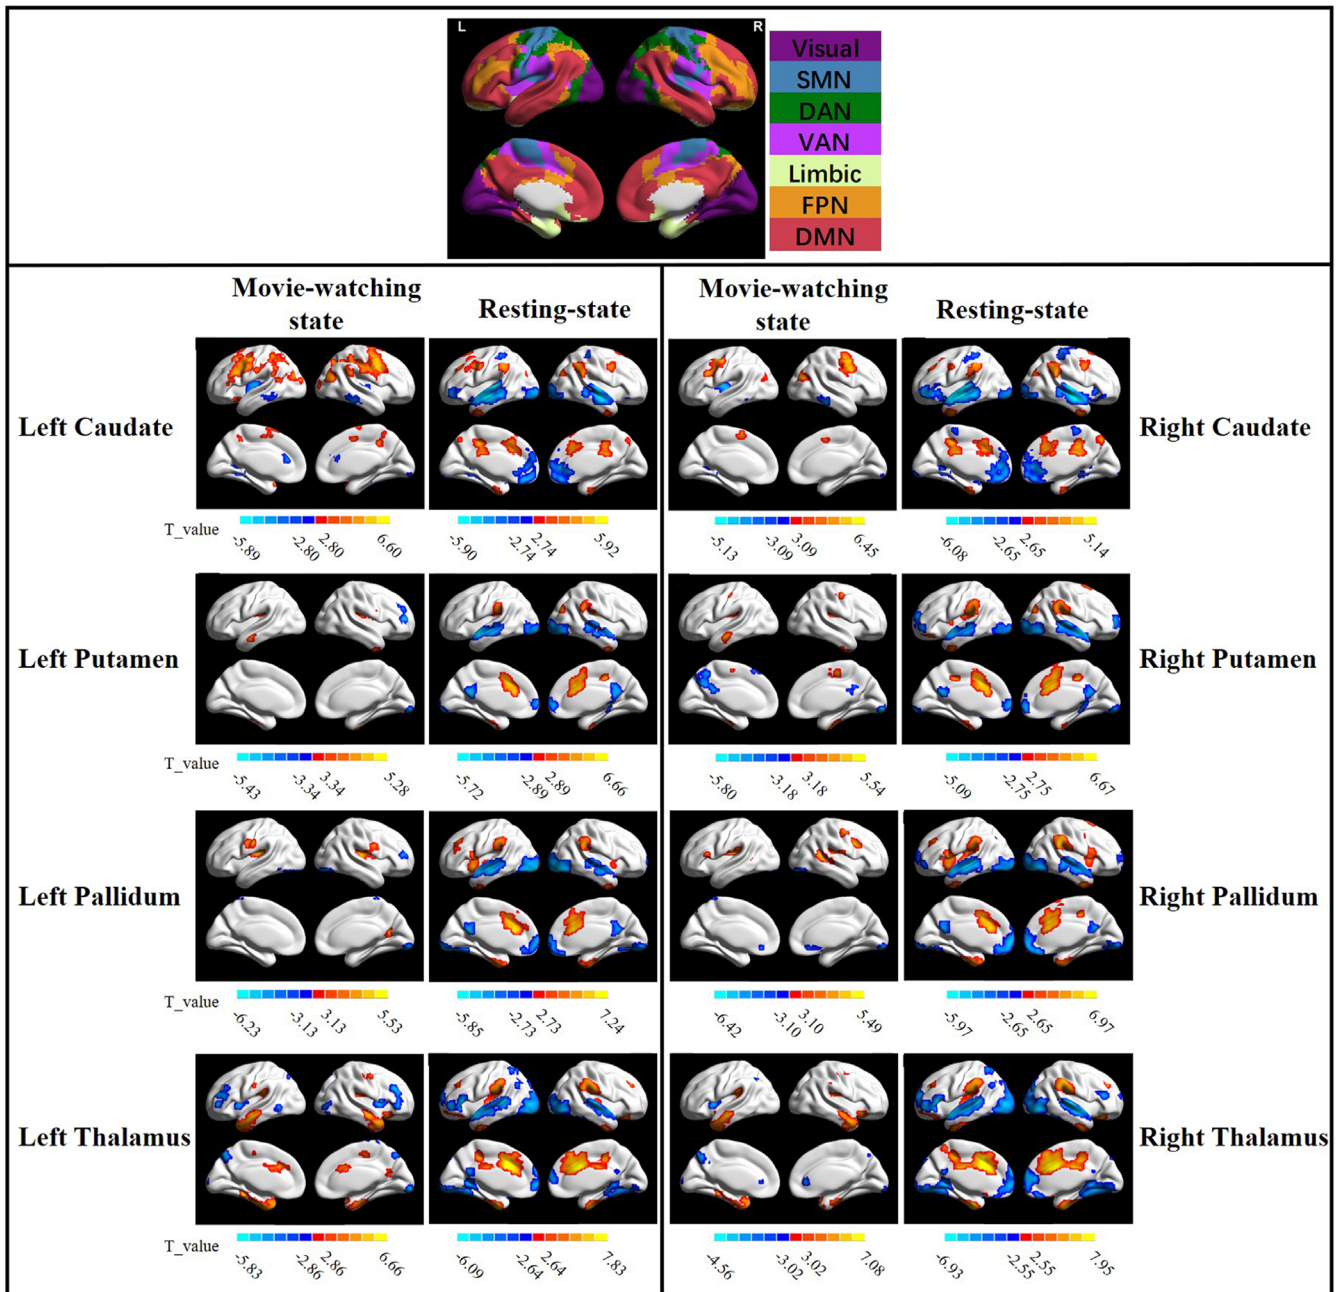 L R
Visual
SMN
DAN
VAN
Limbic
FPN
DMN
Movie-watching
state
Resting-state
Movie-watching
state
Resting-state
Left Caudate
Right Caudate
T_value
-5.89 -2.80 2.80 6.60
-5.90 -2.74 2.74 5.92
-5.13 -3.09 3.09 6.45
-6.08 -2.65 2.65 5.14
Left Putamen
Right Putamen
T_value
-5.43 -3.34 3.34 5.28
-5.72 -2.89 2.89 6.66
-5.80 -3.18 3.18 5.54
-5.09 -2.75 2.75 6.67
Left Pallidum
Right Pallidum
T_value
-6.23 -3.13 3.13 5.53
-5.85 -2.73 2.73 7.24
-6.42 -3.10 3.10 5.49
-5.97 -2.65 2.65 6.97
Left Thalamus
Right Thalamus
T_value
-5.83 -2.86 2.86 6.66
-6.09 -2.64 2.64 7.83
-4.56 -3.02 3.02 7.08
-6.93 -2.55 2.55 7.95